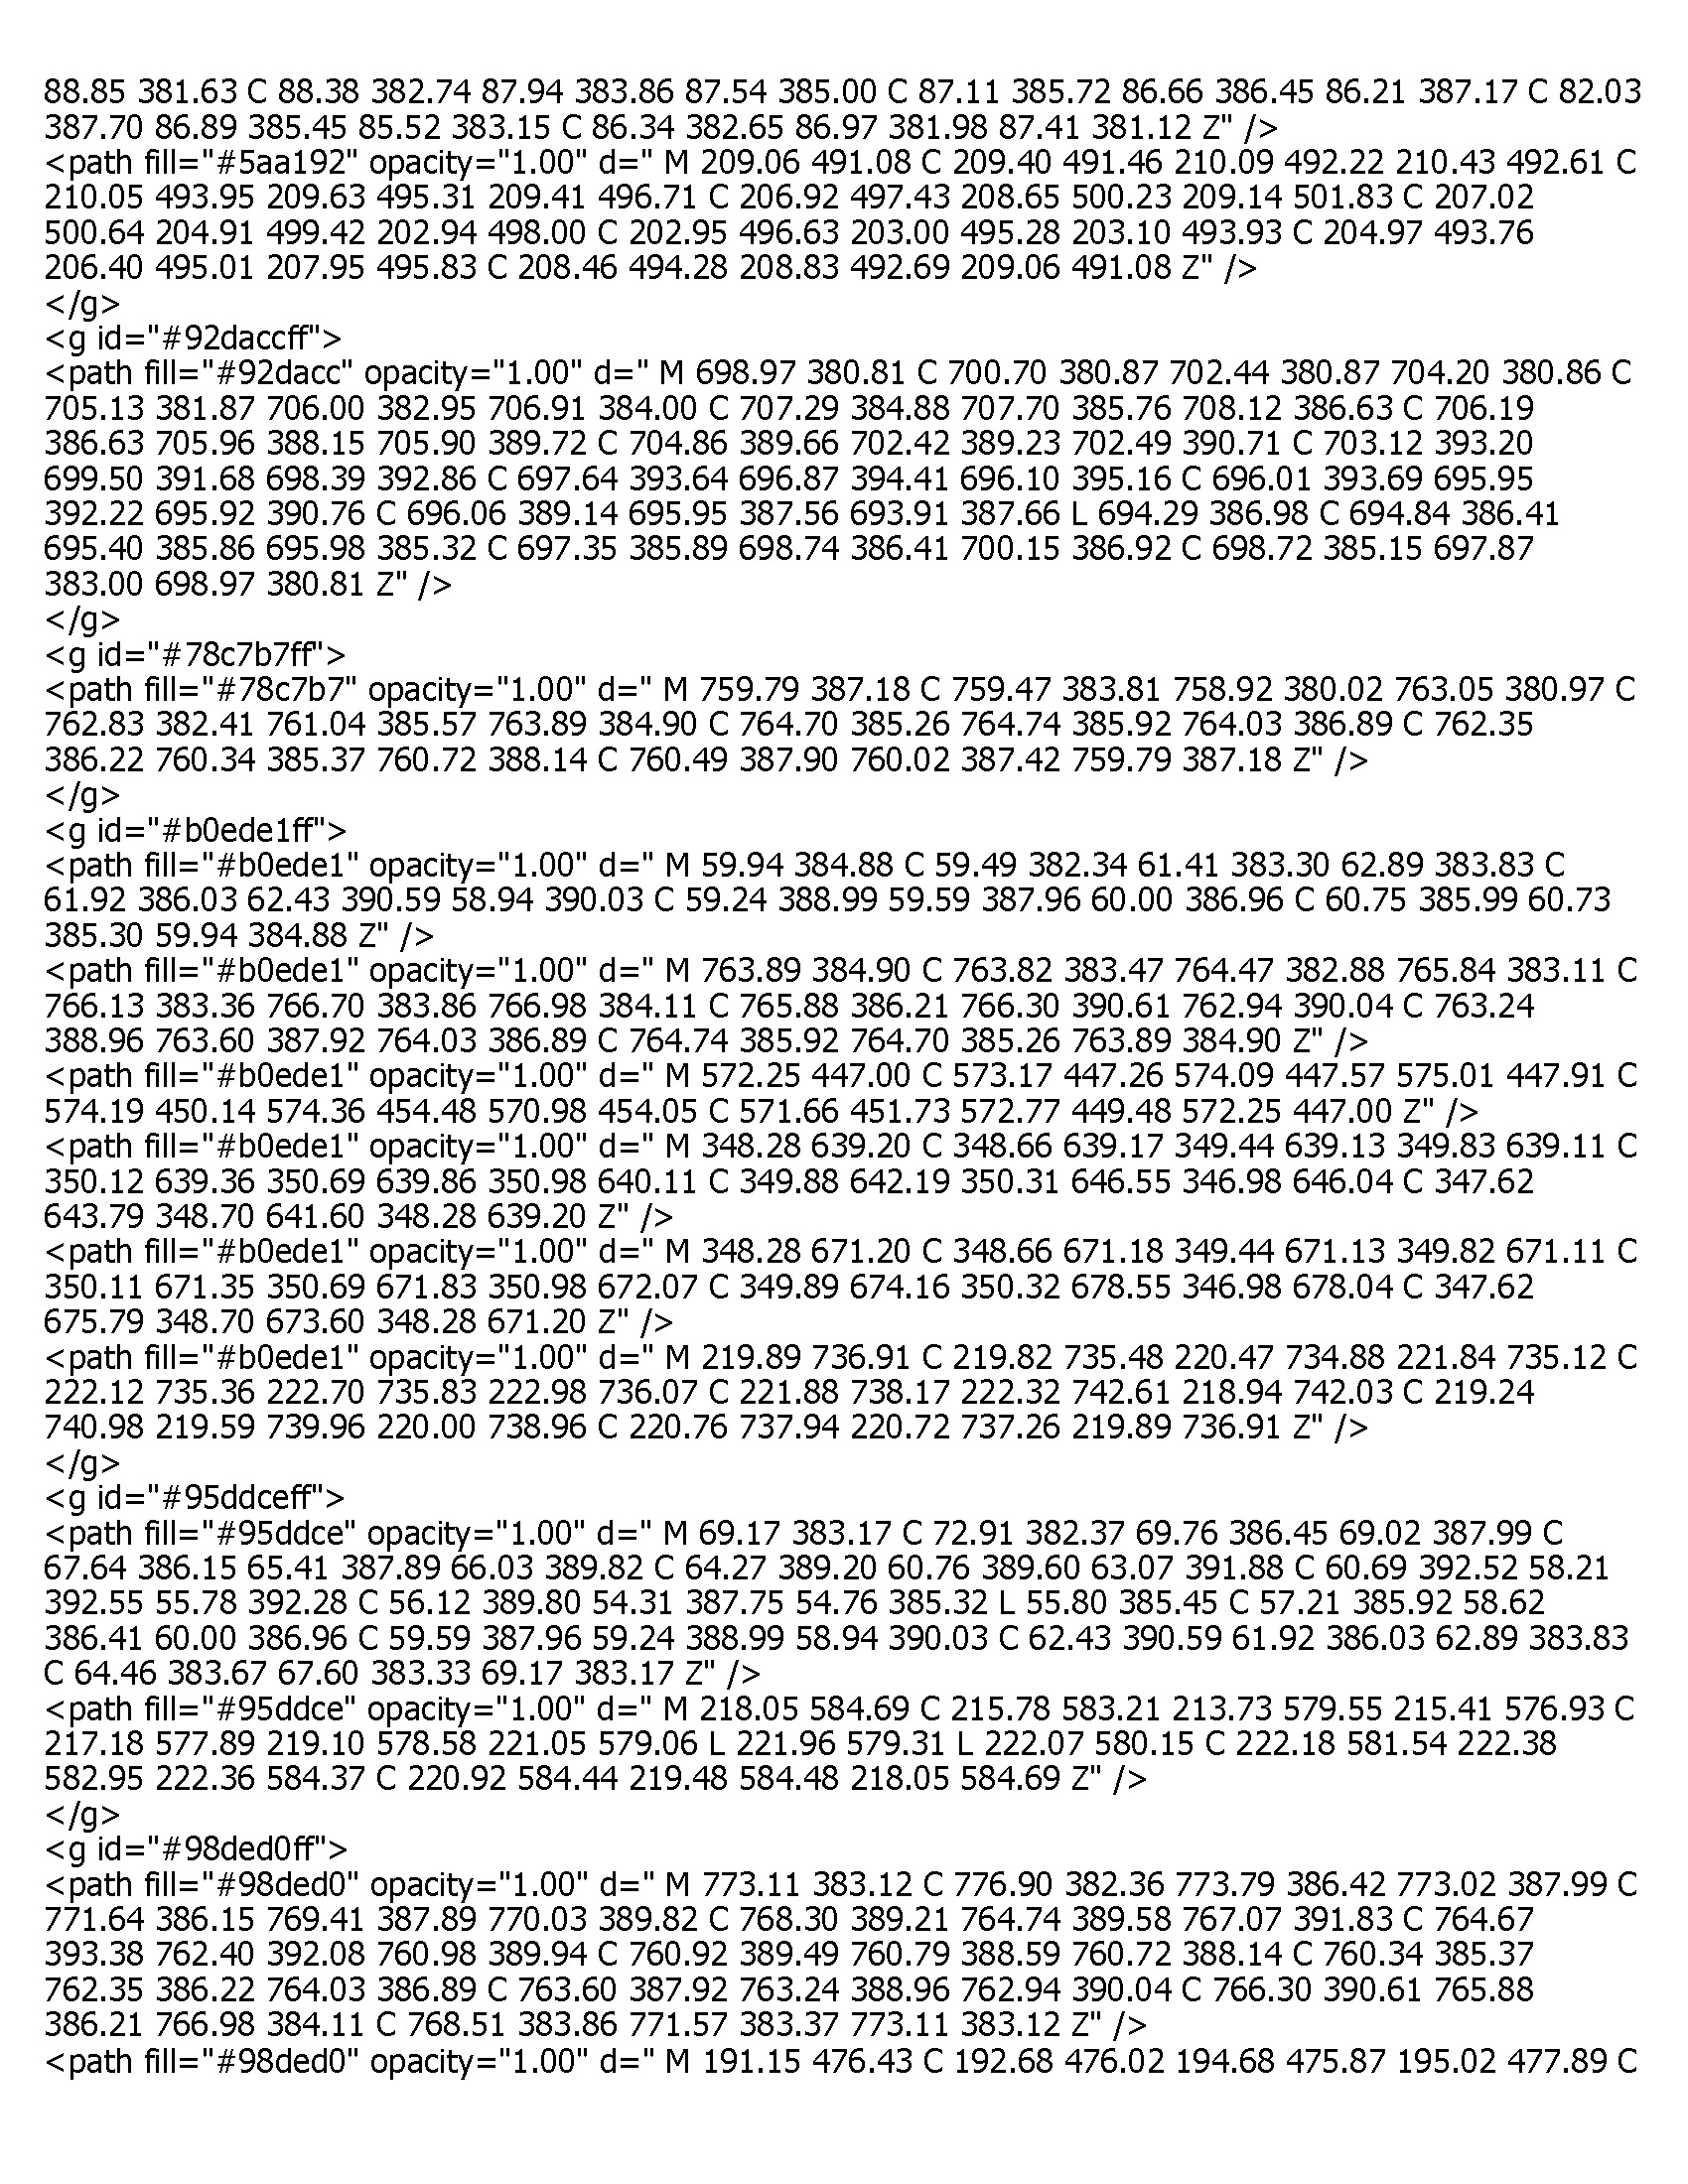 88.85 381.63 C 88.38 382.74 87.94 383.86 87.54 385.00 C 87.11 385.72 86.66 386.45 86.21 387.17 C 82.03
387.70 86.89 385.45 85.52 383.15 C 86.34 382.65 86.97 381.98 87.41 381.12 Z" />
<path fill="#5aa192" opacity="1.00" d=" M 209.06 491.08 C 209.40 491.46 210.09 492.22 210.43 492.61 C
210.05 493.95 209.63 495.31 209.41 496.71 C 206.92 497.43 208.65 500.23 209.14 501.83 C 207.02
500.64 204.91 499.42 202.94 498.00 C 202.95 496.63 203.00 495.28 203.10 493.93 C 204.97 493.76
206.40 495.01 207.95 495.83 C 208.46 494.28 208.83 492.69 209.06 491.08 Z" />
</g>
<g id="#92daccff">
<path fill="#92dacc" opacity="1.00" d=" M 698.97 380.81 C 700.70 380.87 702.44 380.87 704.20 380.86 C
705.13 381.87 706.00 382.95 706.91 384.00 C 707.29 384.88 707.70 385.76 708.12 386.63 C 706.19
386.63 705.96 388.15 705.90 389.72 C 704.86 389.66 702.42 389.23 702.49 390.71 C 703.12 393.20
699.50 391.68 698.39 392.86 C 697.64 393.64 696.87 394.41 696.10 395.16 C 696.01 393.69 695.95
392.22 695.92 390.76 C 696.06 389.14 695.95 387.56 693.91 387.66 L 694.29 386.98 C 694.84 386.41
695.40 385.86 695.98 385.32 C 697.35 385.89 698.74 386.41 700.15 386.92 C 698.72 385.15 697.87
383.00 698.97 380.81 Z" />
</g>
<g id="#78c7b7ff">
<path fill="#78c7b7" opacity="1.00" d=" M 759.79 387.18 C 759.47 383.81 758.92 380.02 763.05 380.97 C
762.83 382.41 761.04 385.57 763.89 384.90 C 764.70 385.26 764.74 385.92 764.03 386.89 C 762.35
386.22 760.34 385.37 760.72 388.14 C 760.49 387.90 760.02 387.42 759.79 387.18 Z" />
</g>
<g id="#b0ede1ff">
<path fill="#b0ede1" opacity="1.00" d=" M 59.94 384.88 C 59.49 382.34 61.41 383.30 62.89 383.83 C
61.92 386.03 62.43 390.59 58.94 390.03 C 59.24 388.99 59.59 387.96 60.00 386.96 C 60.75 385.99 60.73
385.30 59.94 384.88 Z" />
<path fill="#b0ede1" opacity="1.00" d=" M 763.89 384.90 C 763.82 383.47 764.47 382.88 765.84 383.11 C
766.13 383.36 766.70 383.86 766.98 384.11 C 765.88 386.21 766.30 390.61 762.94 390.04 C 763.24
388.96 763.60 387.92 764.03 386.89 C 764.74 385.92 764.70 385.26 763.89 384.90 Z" />
<path fill="#b0ede1" opacity="1.00" d=" M 572.25 447.00 C 573.17 447.26 574.09 447.57 575.01 447.91 C
574.19 450.14 574.36 454.48 570.98 454.05 C 571.66 451.73 572.77 449.48 572.25 447.00 Z" />
<path fill="#b0ede1" opacity="1.00" d=" M 348.28 639.20 C 348.66 639.17 349.44 639.13 349.83 639.11 C
350.12 639.36 350.69 639.86 350.98 640.11 C 349.88 642.19 350.31 646.55 346.98 646.04 C 347.62
643.79 348.70 641.60 348.28 639.20 Z" />
<path fill="#b0ede1" opacity="1.00" d=" M 348.28 671.20 C 348.66 671.18 349.44 671.13 349.82 671.11 C
350.11 671.35 350.69 671.83 350.98 672.07 C 349.89 674.16 350.32 678.55 346.98 678.04 C 347.62
675.79 348.70 673.60 348.28 671.20 Z" />
<path fill="#b0ede1" opacity="1.00" d=" M 219.89 736.91 C 219.82 735.48 220.47 734.88 221.84 735.12 C
222.12 735.36 222.70 735.83 222.98 736.07 C 221.88 738.17 222.32 742.61 218.94 742.03 C 219.24
740.98 219.59 739.96 220.00 738.96 C 220.76 737.94 220.72 737.26 219.89 736.91 Z" />
</g>
<g id="#95ddceff">
<path fill="#95ddce" opacity="1.00" d=" M 69.17 383.17 C 72.91 382.37 69.76 386.45 69.02 387.99 C
67.64 386.15 65.41 387.89 66.03 389.82 C 64.27 389.20 60.76 389.60 63.07 391.88 C 60.69 392.52 58.21
392.55 55.78 392.28 C 56.12 389.80 54.31 387.75 54.76 385.32 L 55.80 385.45 C 57.21 385.92 58.62
386.41 60.00 386.96 C 59.59 387.96 59.24 388.99 58.94 390.03 C 62.43 390.59 61.92 386.03 62.89 383.83
C 64.46 383.67 67.60 383.33 69.17 383.17 Z" />
<path fill="#95ddce" opacity="1.00" d=" M 218.05 584.69 C 215.78 583.21 213.73 579.55 215.41 576.93 C
217.18 577.89 219.10 578.58 221.05 579.06 L 221.96 579.31 L 222.07 580.15 C 222.18 581.54 222.38
582.95 222.36 584.37 C 220.92 584.44 219.48 584.48 218.05 584.69 Z" />
</g>
<g id="#98ded0ff">
<path fill="#98ded0" opacity="1.00" d=" M 773.11 383.12 C 776.90 382.36 773.79 386.42 773.02 387.99 C
771.64 386.15 769.41 387.89 770.03 389.82 C 768.30 389.21 764.74 389.58 767.07 391.83 C 764.67
393.38 762.40 392.08 760.98 389.94 C 760.92 389.49 760.79 388.59 760.72 388.14 C 760.34 385.37
762.35 386.22 764.03 386.89 C 763.60 387.92 763.24 388.96 762.94 390.04 C 766.30 390.61 765.88
386.21 766.98 384.11 C 768.51 383.86 771.57 383.37 773.11 383.12 Z" />
<path fill="#98ded0" opacity="1.00" d=" M 191.15 476.43 C 192.68 476.02 194.68 475.87 195.02 477.89 C